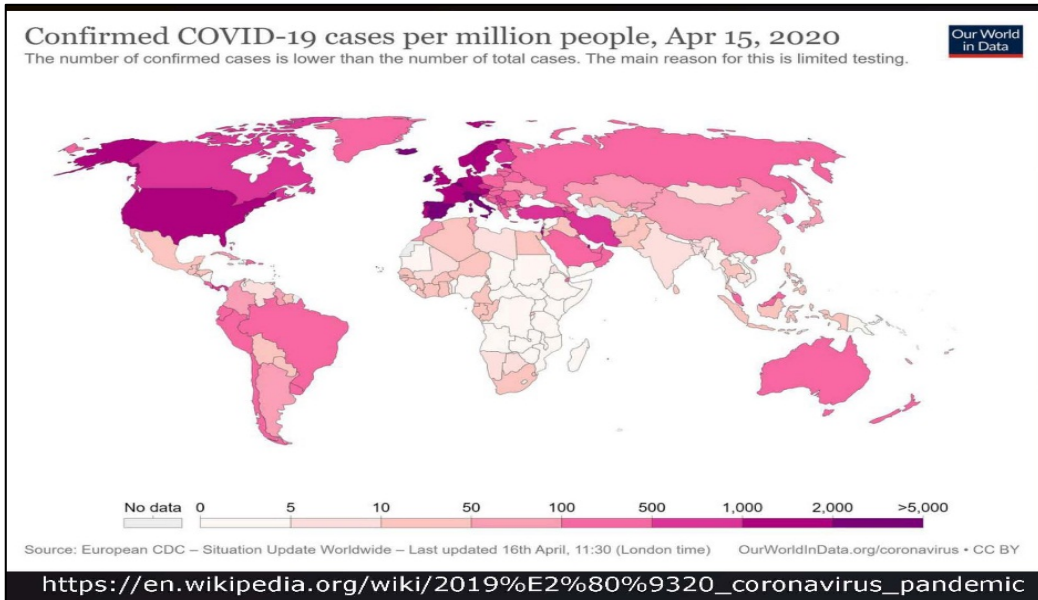 Confirmed COVID-19 cases per million people, Apr 15, 2020
Our World
in Data
The number of confirmed cases is lower than the number of total cases. The main reason for this is limited testing.
No data 0 5 10 50 100 500 1,000 2,000 >5,000
Source: European CDC – Situation Update Worldwide – Last updated 16th April, 11:30 (London time) OurWorldInData.org/coronavirus • CC BY
https://en.wikipedia.org/wiki/2019%E2%80%9320_coronavirus_pandemic